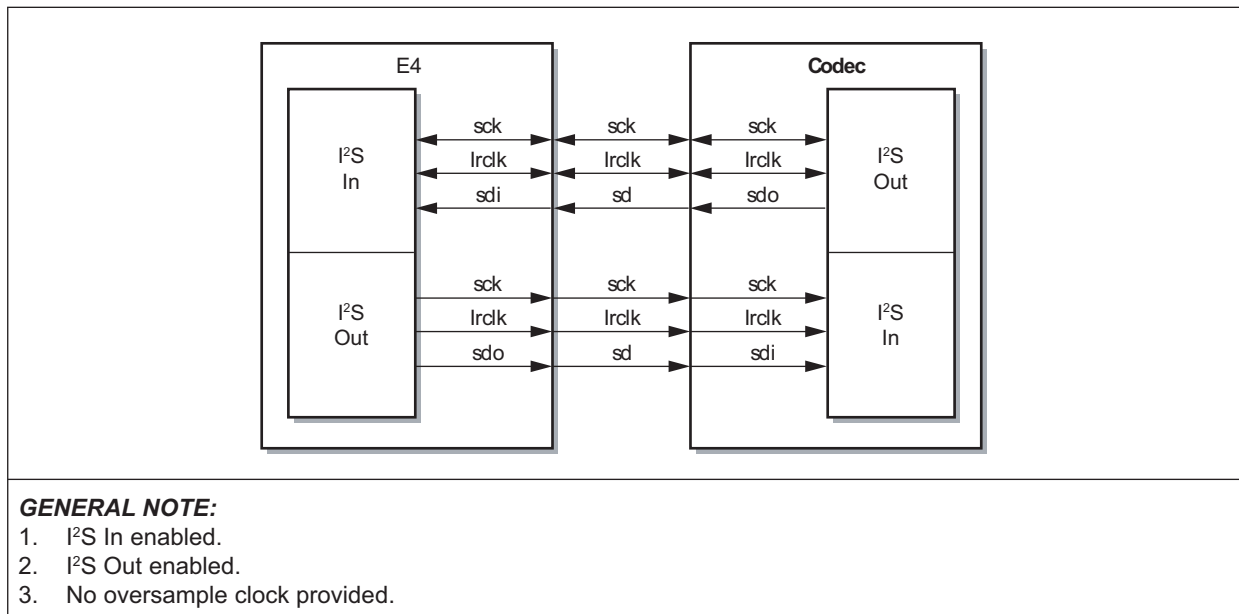 E4
Codec
I²S
In
sck
sck
sck
lrclk
lrclk
lrclk
sdi
sd
sdo
I²S
Out
I²S
Out
sck
sck
sck
lrclk
lrclk
lrclk
sdo
sd
sdi
I²S
In
GENERAL NOTE:
1. I²S In enabled.
2. I²S Out enabled.
3. No oversample clock provided.